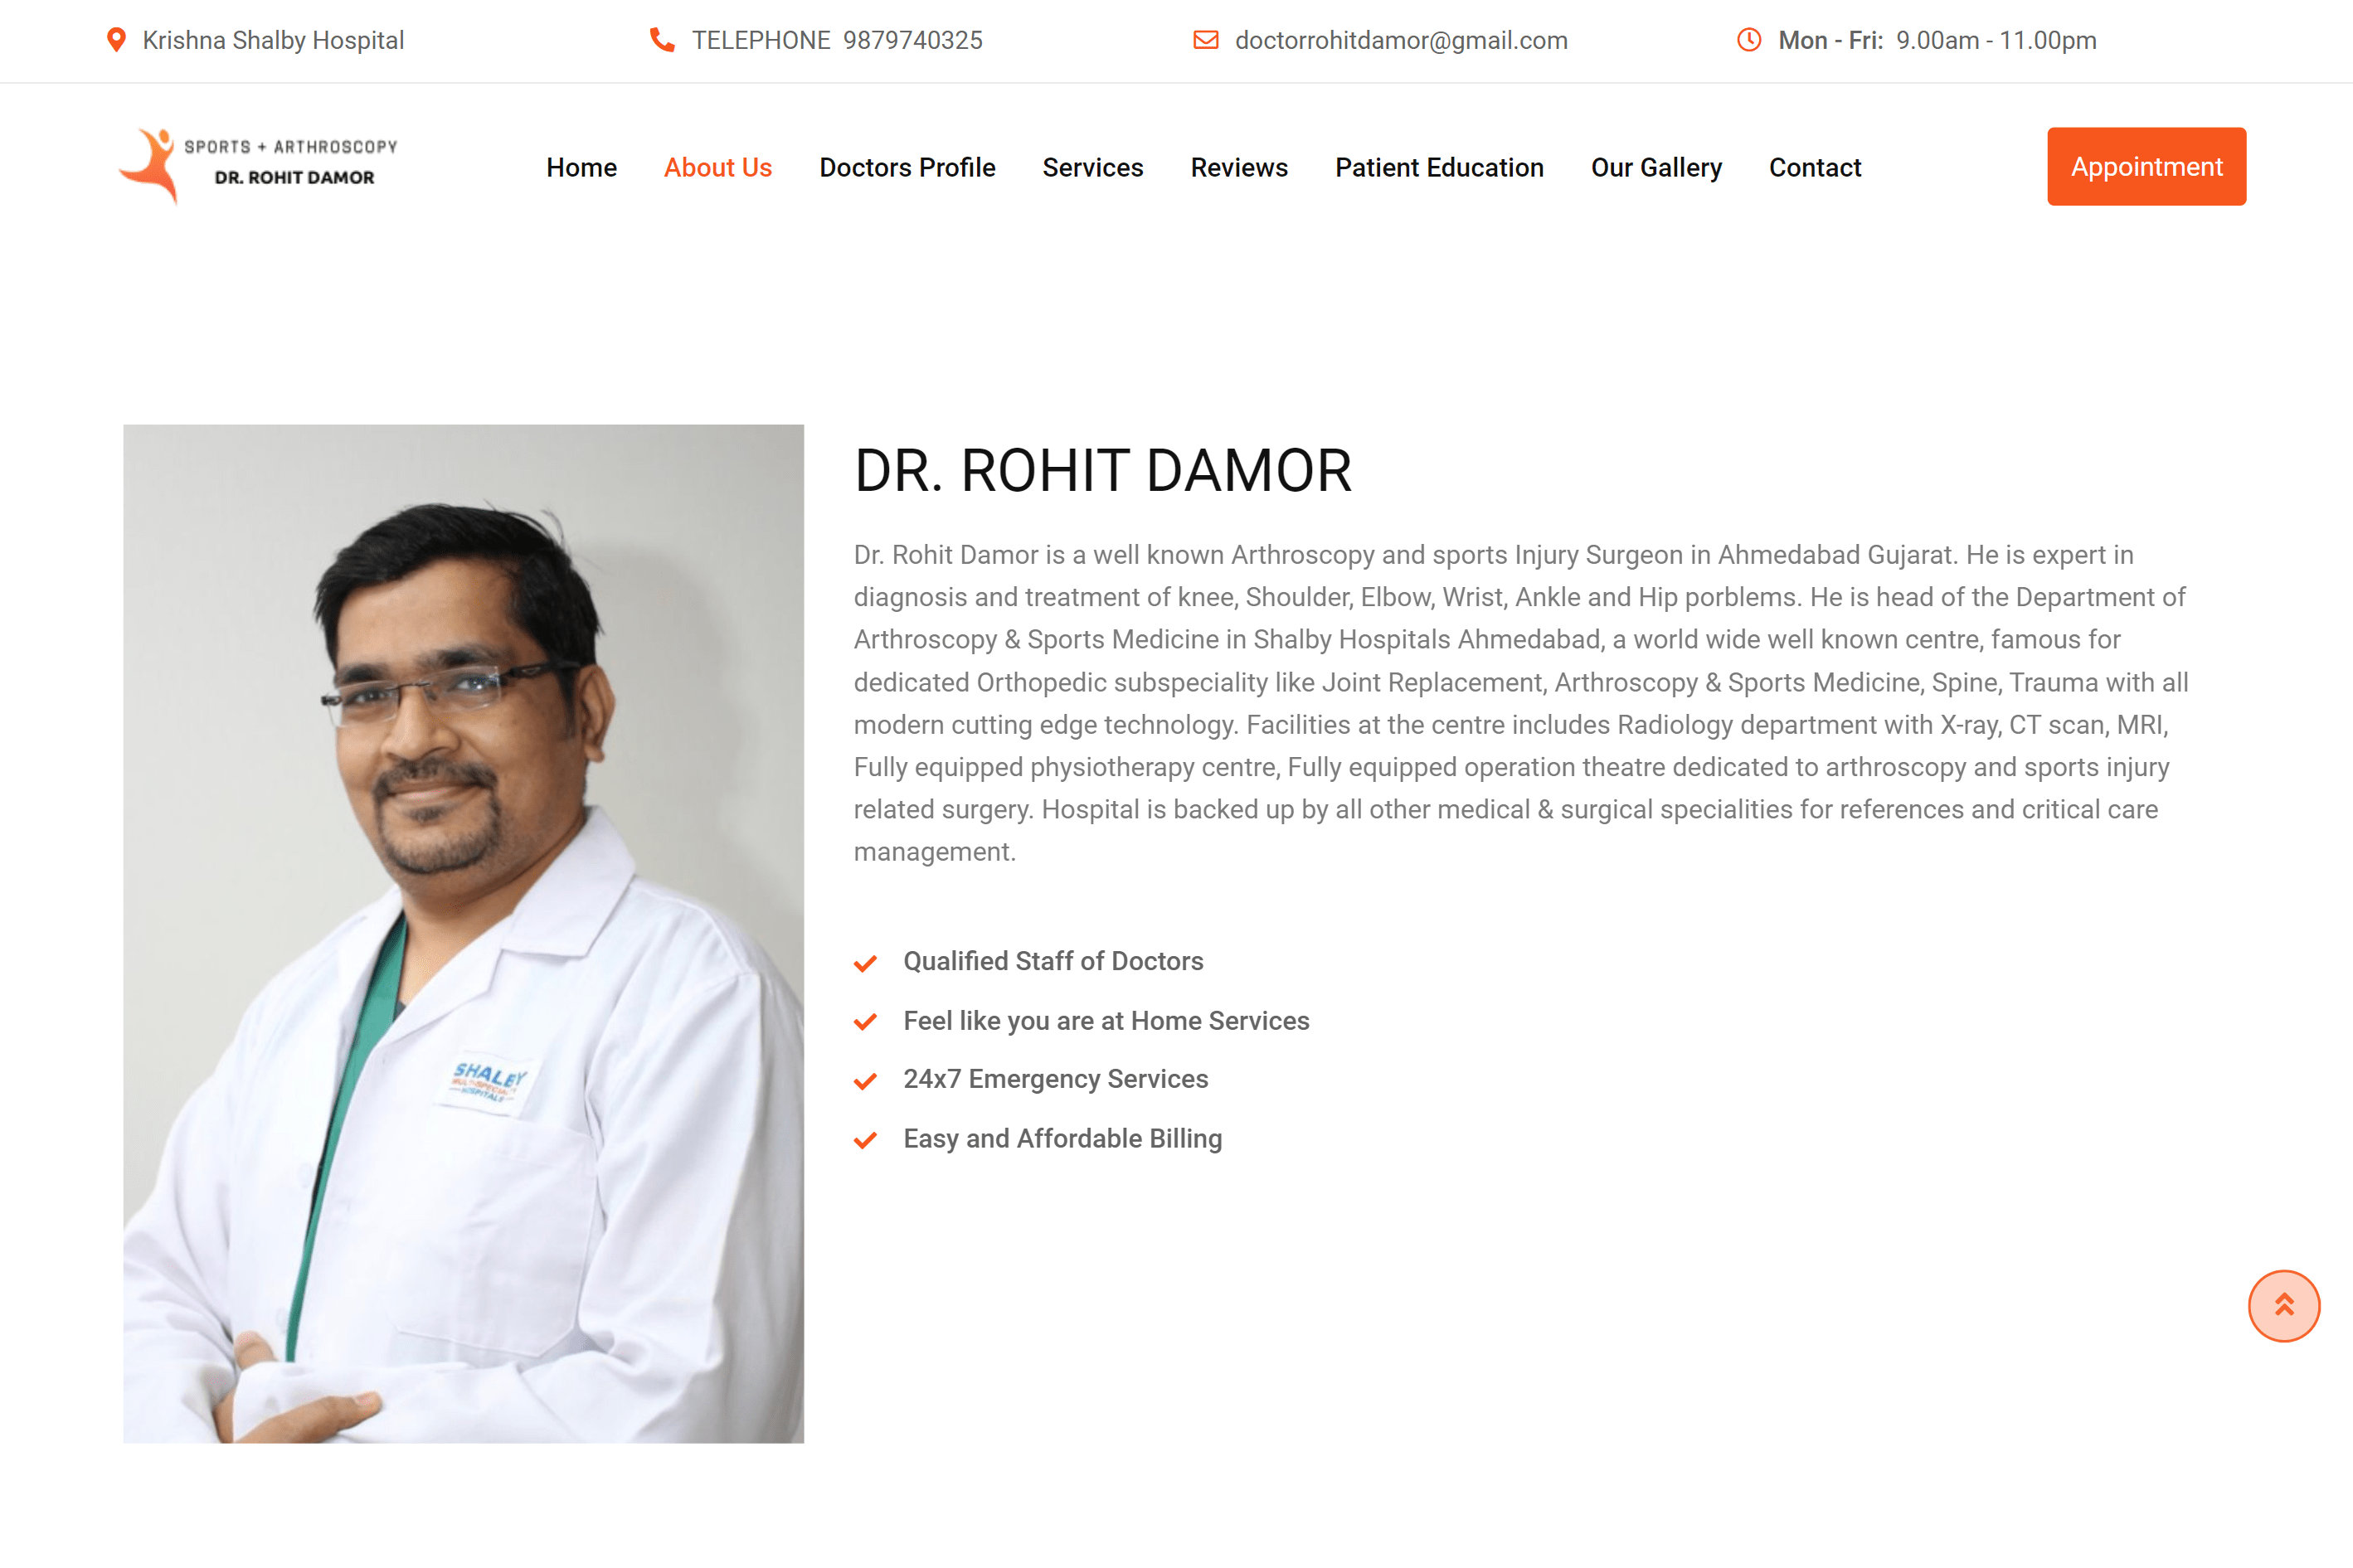 Krishna Shalby Hospital
TELEPHONE 9879740325
doctorrohitdamor@gmail.com
Mon - Fri: 9.00am - 11.00pm
SPORTS + ARTHROSCOPY
DR. ROHIT DAMOR
Home
About Us
Doctors Profile
Services
Reviews
Patient Education
Our Gallery
Contact
Appointment
DR. ROHIT DAMOR
Dr. Rohit Damor is a well known Arthroscopy and sports Injury Surgeon in Ahmedabad Gujarat. He is expert in
diagnosis and treatment of knee, Shoulder, Elbow, Wrist, Ankle and Hip porblems. He is head of the Department of
Arthroscopy & Sports Medicine in Shalby Hospitals Ahmedabad, a world wide well known centre, famous for
dedicated Orthopedic subspeciality like Joint Replacement, Arthroscopy & Sports Medicine, Spine, Trauma with all
modern cutting edge technology. Facilities at the centre includes Radiology department with X-ray, CT scan, MRI,
Fully equipped physiotherapy centre, Fully equipped operation theatre dedicated to arthroscopy and sports injury
related surgery. Hospital is backed up by all other medical & surgical specialities for references and critical care
management.
Qualified Staff of Doctors
Feel like you are at Home Services
24x7 Emergency Services
Easy and Affordable Billing
SHALBY
HOSPITALS